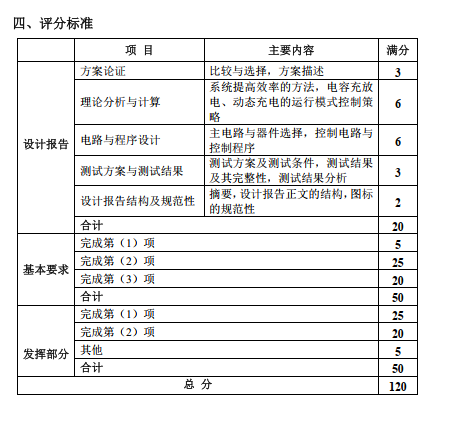 四、评分标准
项 目 主要内容 满分
设计报告 方案论证 比较与选择，方案描述 3
理论分析与计算 系统提高效率的方法，电容充放
电、动态充电的运行模式控制策
略 6
电路与程序设计 主电路与器件选择，控制电路与
控制程序 6
测试方案与测试结果 测试方案及测试条件，测试结果
及其完整性，测试结果分析 3
设计报告结构及规范性 摘要，设计报告正文的结构，图标
的规范性 2
合计 20
基本要求 完成第（1）项 5
完成第（2）项 25
完成第（3）项 20
合计 50
发挥部分 完成第（1）项 25
完成第（2）项 20
其他 5
合计 50
总 分 120